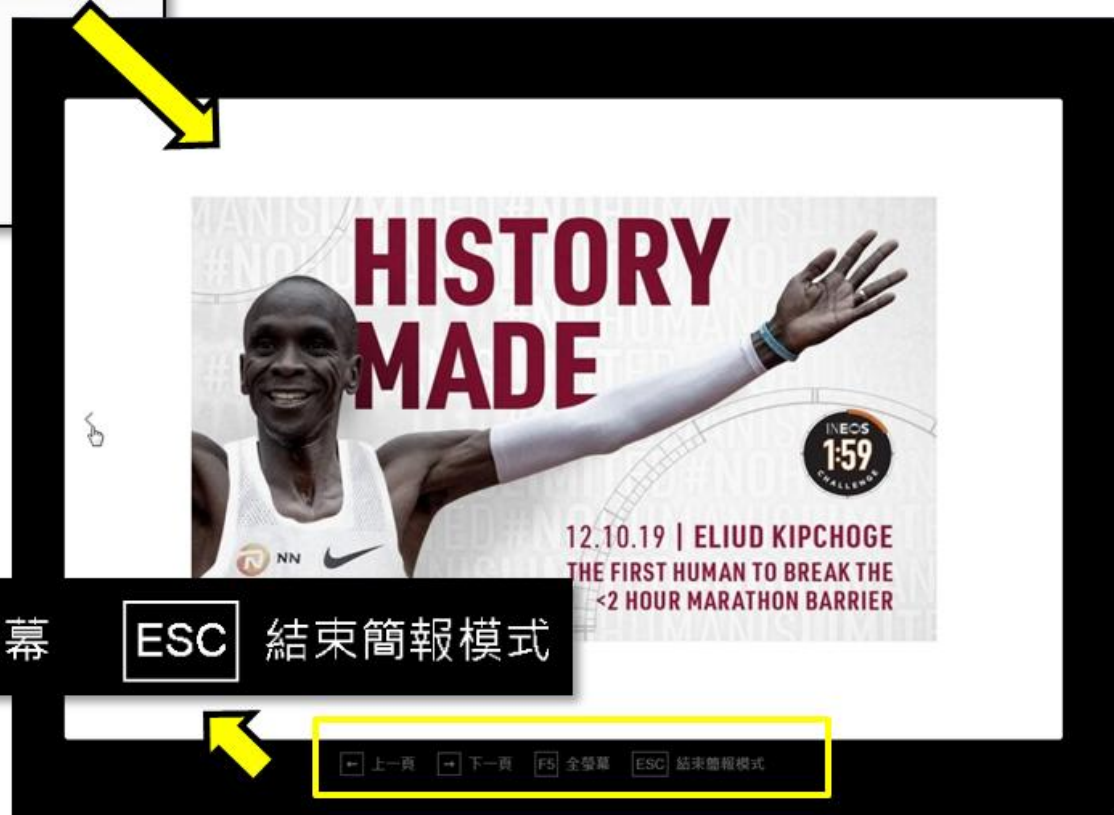 HISTORY
MADE
INEOS
1:59
CHALLENGE
NN
12.10.19 | ELIUD KIPCHOGE
THE FIRST HUMAN TO BREAK THE
<2 HOUR MARATHON BARRIER
幕 ESC 結束簡報模式
← 上一頁 → 下一頁 F5 全螢幕 ESC 結束簡報模式